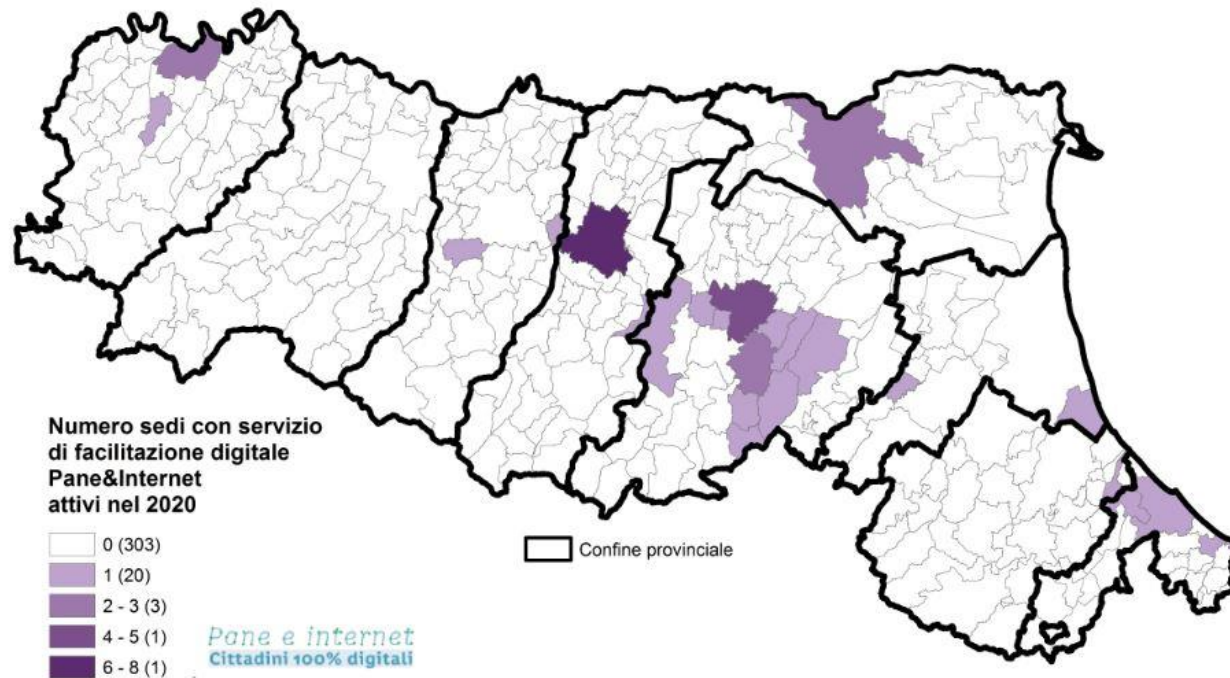 Numero sedi con servizio
di facilitazione digitale
Pane&Internet
attivi nel 2020
0 (303)
1 (20)
2 - 3 (3)
4 - 5 (1)
6 - 8 (1)
Confine provinciale
Pane e internet
Cittadini 100% digitali